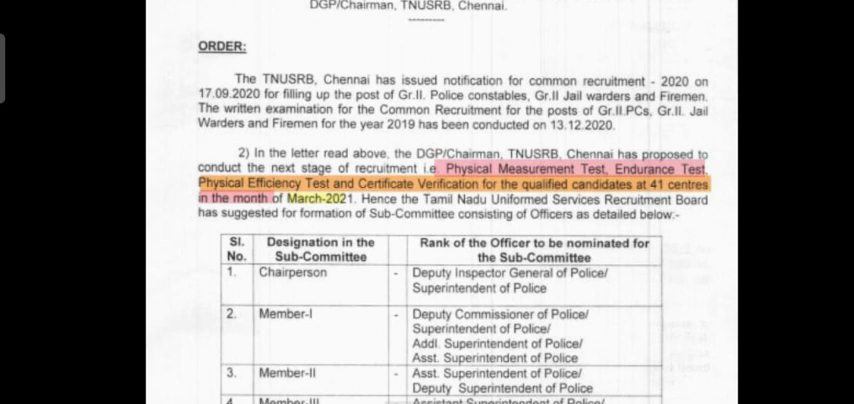 DGP/Chairman, TNUSRB, Chennai.
---------
ORDER:
The TNUSRB, Chennai has issued notification for common recruitment - 2020 on
17.09.2020 for filling up the post of Gr.II. Police constables, Gr.II Jail warders and Firemen.
The written examination for the Common Recruitment for the posts of Gr.II.PCs, Gr.II. Jail
Warders and Firemen for the year 2019 has been conducted on 13.12.2020.
2) In the letter read above, the DGP/Chairman, TNUSRB, Chennai has proposed to
conduct the next stage of recruitment i.e. Physical Measurement Test, Endurance Test,
Physical Efficiency Test and Certificate Verification for the qualified candidates at 41 centres
in the month of March-2021. Hence the Tamil Nadu Uniformed Services Recruitment Board
has suggested for formation of Sub-Committee consisting of Officers as detailed below:-
Sl. No. Designation in the Sub-Committee Rank of the Officer to be nominated for the Sub-Committee
1. Chairperson - Deputy Inspector General of Police/
Superintendent of Police
2. Member-I - Deputy Commissioner of Police/
Superintendent of Police/
Addl. Superintendent of Police/
Asst. Superintendent of Police
3. Member-II - Asst. Superintendent of Police/
Deputy Superintendent of Police
4. Member-III Assistant Superintendent of Police/